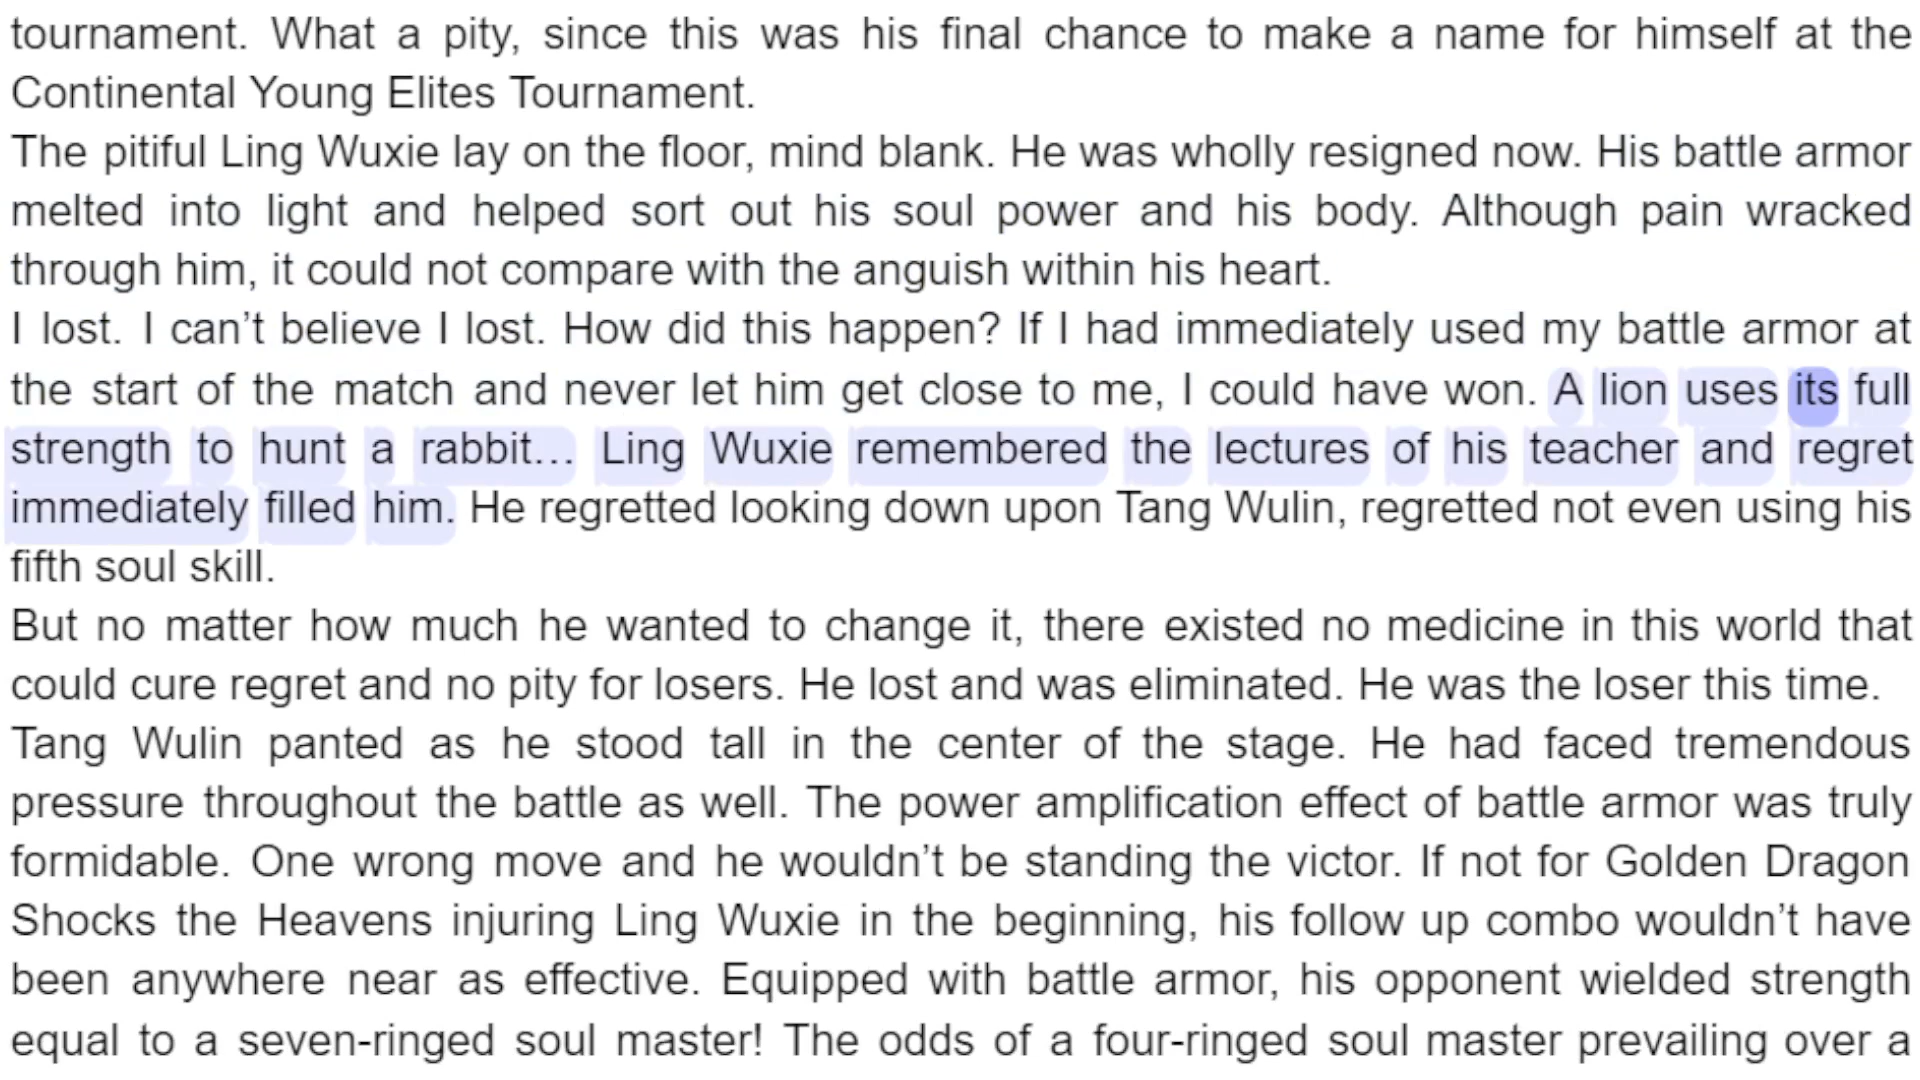 tournament. What a pity, since this was his final chance to make a name for himself at the
Continental Young Elites Tournament.
The pitiful Ling Wuxie lay on the floor, mind blank. He was wholly resigned now. His battle armor
melted into light and helped sort out his soul power and his body. Although pain wracked
through him, it could not compare with the anguish within his heart.
I lost. I can’t believe I lost. How did this happen? If I had immediately used my battle armor at
the start of the match and never let him get close to me, I could have won. A lion uses its full
strength to hunt a rabbit… Ling Wuxie remembered the lectures of his teacher and regret
immediately filled him. He regretted looking down upon Tang Wulin, regretted not even using his
fifth soul skill.
But no matter how much he wanted to change it, there existed no medicine in this world that
could cure regret and no pity for losers. He lost and was eliminated. He was the loser this time.
Tang Wulin panted as he stood tall in the center of the stage. He had faced tremendous
pressure throughout the battle as well. The power amplification effect of battle armor was truly
formidable. One wrong move and he wouldn’t be standing the victor. If not for Golden Dragon
Shocks the Heavens injuring Ling Wuxie in the beginning, his follow up combo wouldn’t have
been anywhere near as effective. Equipped with battle armor, his opponent wielded strength
equal to a seven-ringed soul master! The odds of a four-ringed soul master prevailing over a